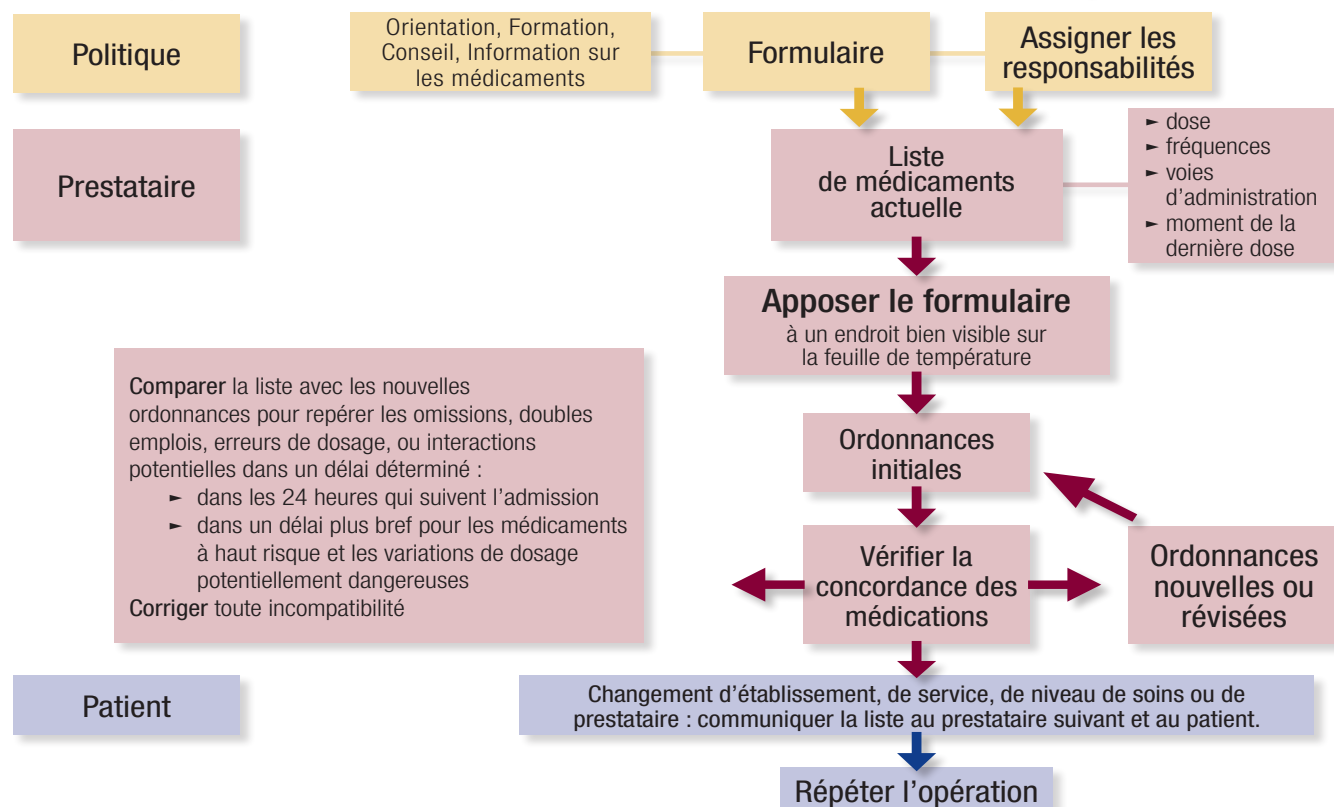 Politique
Orientation, Formation,
Conseil, Information sur
les médicaments
Formulaire
Assigner les
responsabilités
Prestataire
Liste
de médicaments
actuelle
► dose
► fréquences
► voies
d’administration
► moment de la
dernière dose
Apposer le formulaire
à un endroit bien visible sur
la feuille de température
Comparer la liste avec les nouvelles
ordonnances pour repérer les omissions, doubles
emplois, erreurs de dosage, ou interactions
potentielles dans un délai déterminé :
► dans les 24 heures qui suivent l’admission
► dans un délai plus bref pour les médicaments
à haut risque et les variations de dosage
potentiellement dangereuses
Corriger toute incompatibilité
Ordonnances
initiales
Vérifier la
concordance des
médications
Ordonnances
nouvelles ou
révisées
Patient
Changement d’établissement, de service, de niveau de soins ou de
prestataire : communiquer la liste au prestataire suivant et au patient.
Répéter l’opération